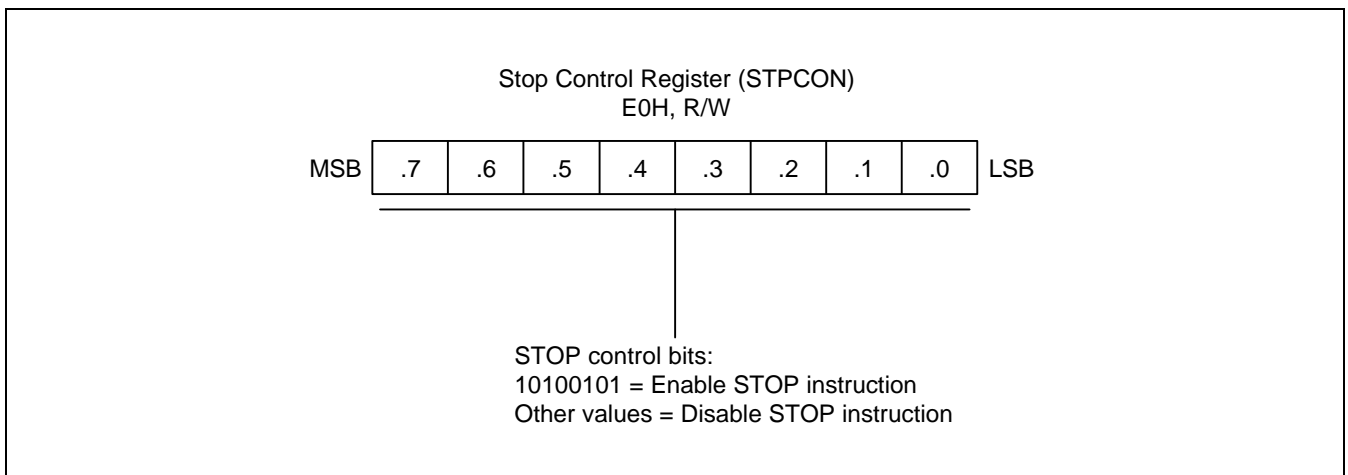 Stop Control Register (STPCON)
E0H, R/W
MSB .7 .6 .5 .4 .3 .2 .1 .0 LSB
STOP control bits:
10100101 = Enable STOP instruction
Other values = Disable STOP instruction